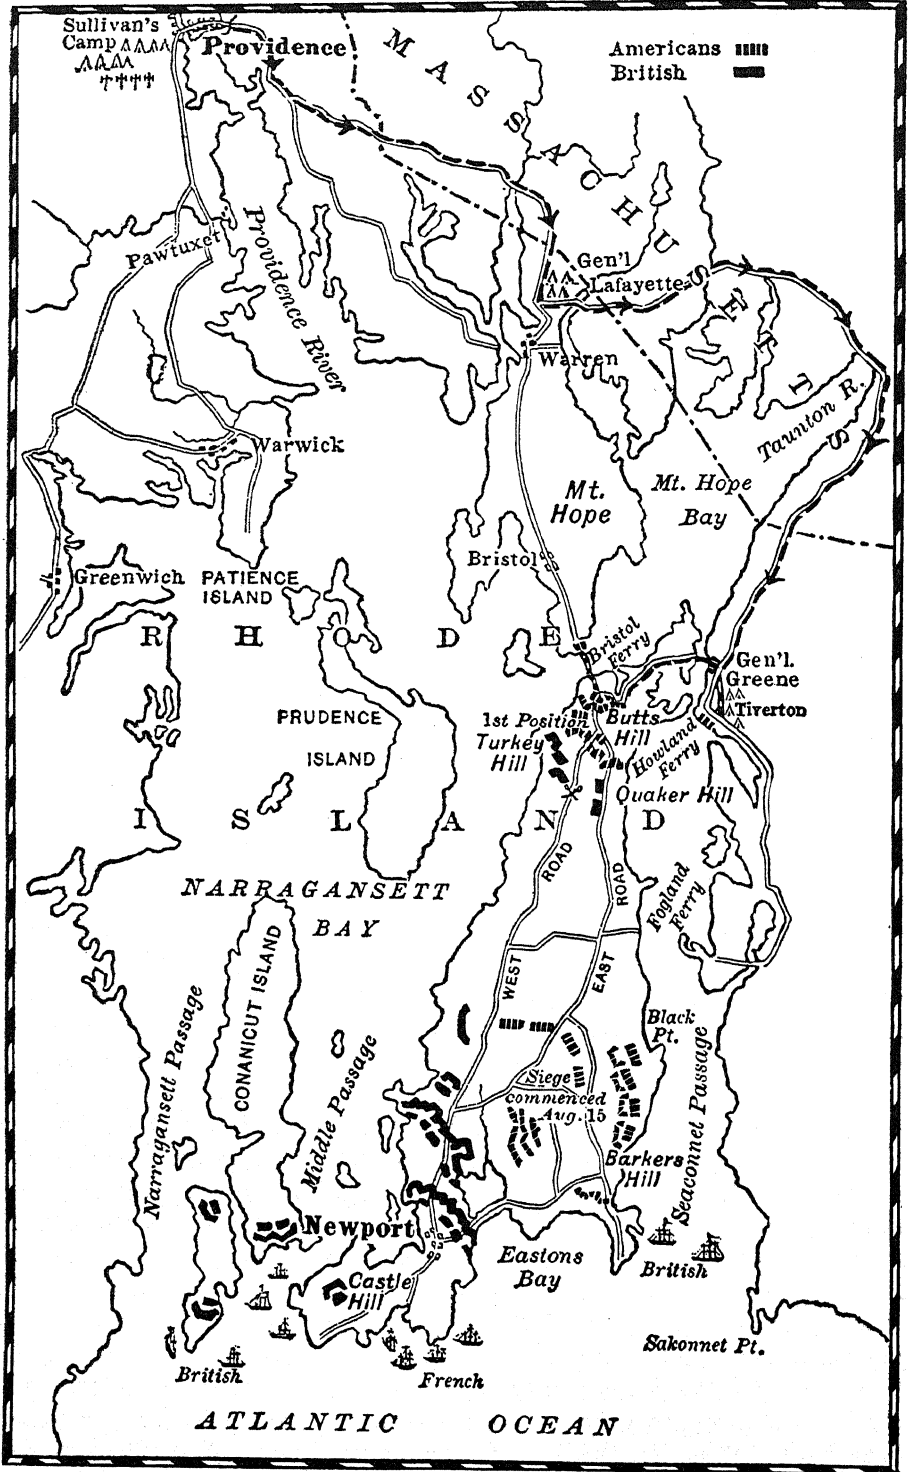 Sullivan's
Camp
Providence
Americans
British
MASSACHUSETTS
Gen'l
Lafayette
Pawtuxet
Providence River
Warren
Taunton R.
Warwick
Mt.
Hope
Mt. Hope
Bay
Bristol
Greenwich
PATIENCE
ISLAND
RHODE
Bristol
Ferry
Gen'l.
Greene
Tiverton
PRUDENCE
ISLAND
1st Position
Turkey
Hill
Butts
Hill
Howland
Ferry
Quaker Hill
ISLAND
ROAD
ROAD
Fogland
Ferry
NARRAGANSETT
BAY
CONANICUT ISLAND
WEST
EAST
Narragansett Passage
Middle Passage
Black
Pt.
Seaconnet Passage
Siege
commenced
Aug. 15
Barkers
Hill
Newport
Eastons
Bay
British
Castle
Hill
Sakonnet Pt.
British
French
ATLANTIC OCEAN